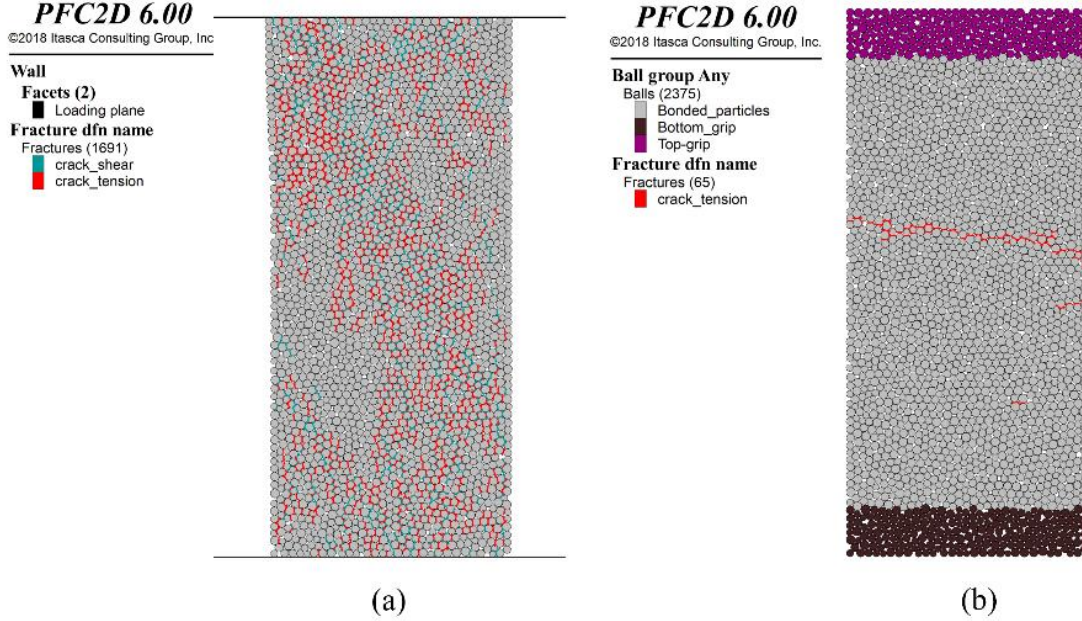 PFC2D 6.00
©2018 Itasca Consulting Group, Inc
Wall
Facets (2)
Loading plane
Fracture dfn name
Fractures (1691)
crack_shear
crack_tension
(a)
PFC2D 6.00
©2018 Itasca Consulting Group, Inc.
Ball group Any
Balls (2375)
Bonded_particles
Bottom_grip
Top-grip
Fracture dfn name
Fractures (65)
crack_tension
(b)